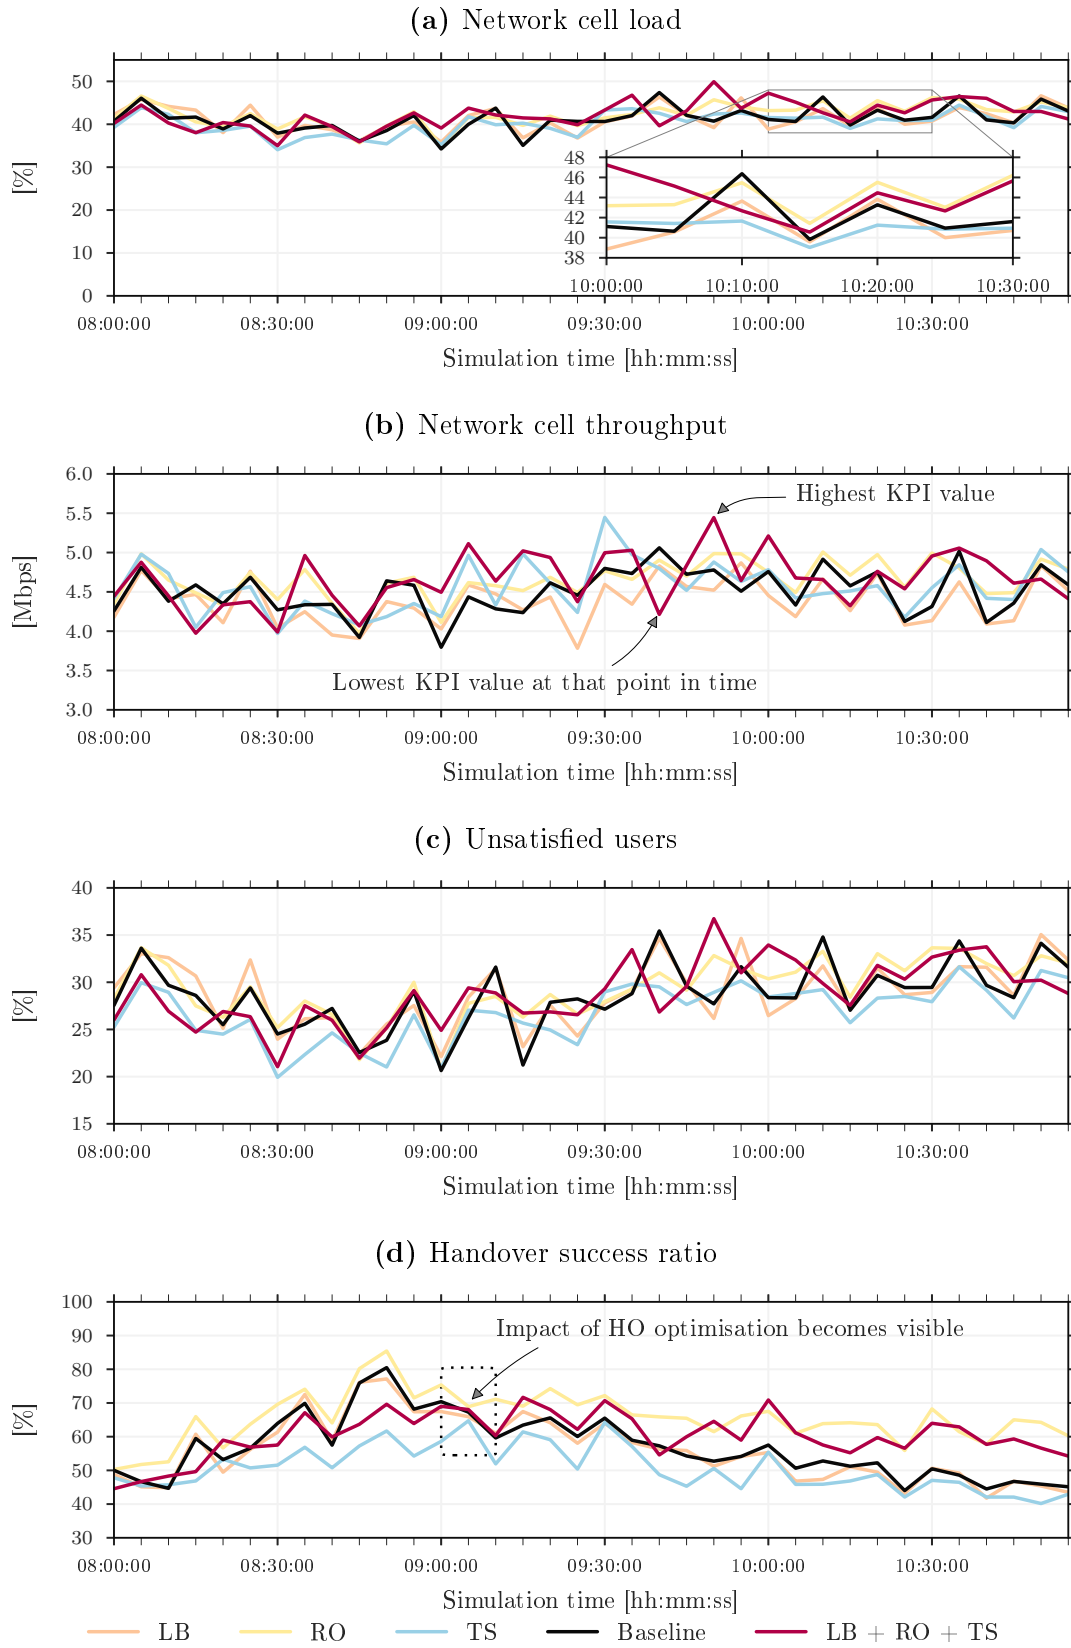 (a) Network cell load
50
40
30
20
10
0
[%]
48
46
44
42
40
38
10:00:00 10:10:00 10:20:00 10:30:00
08:00:00 08:30:00 09:00:00 09:30:00 10:00:00 10:30:00
Simulation time [hh:mm:ss]
(b) Network cell throughput
6.0
5.5
5.0
4.5
4.0
3.5
3.0
[Mbps]
Highest KPI value
Lowest KPI value at that point in time
08:00:00 08:30:00 09:00:00 09:30:00 10:00:00 10:30:00
Simulation time [hh:mm:ss]
(c) Unsatisfied users
40
35
30
25
20
15
[%]
08:00:00 08:30:00 09:00:00 09:30:00 10:00:00 10:30:00
Simulation time [hh:mm:ss]
(d) Handover success ratio
100
90
80
70
60
50
40
30
[%]
Impact of HO optimisation becomes visible
08:00:00 08:30:00 09:00:00 09:30:00 10:00:00 10:30:00
Simulation time [hh:mm:ss]
LB RO TS Baseline LB + RO + TS